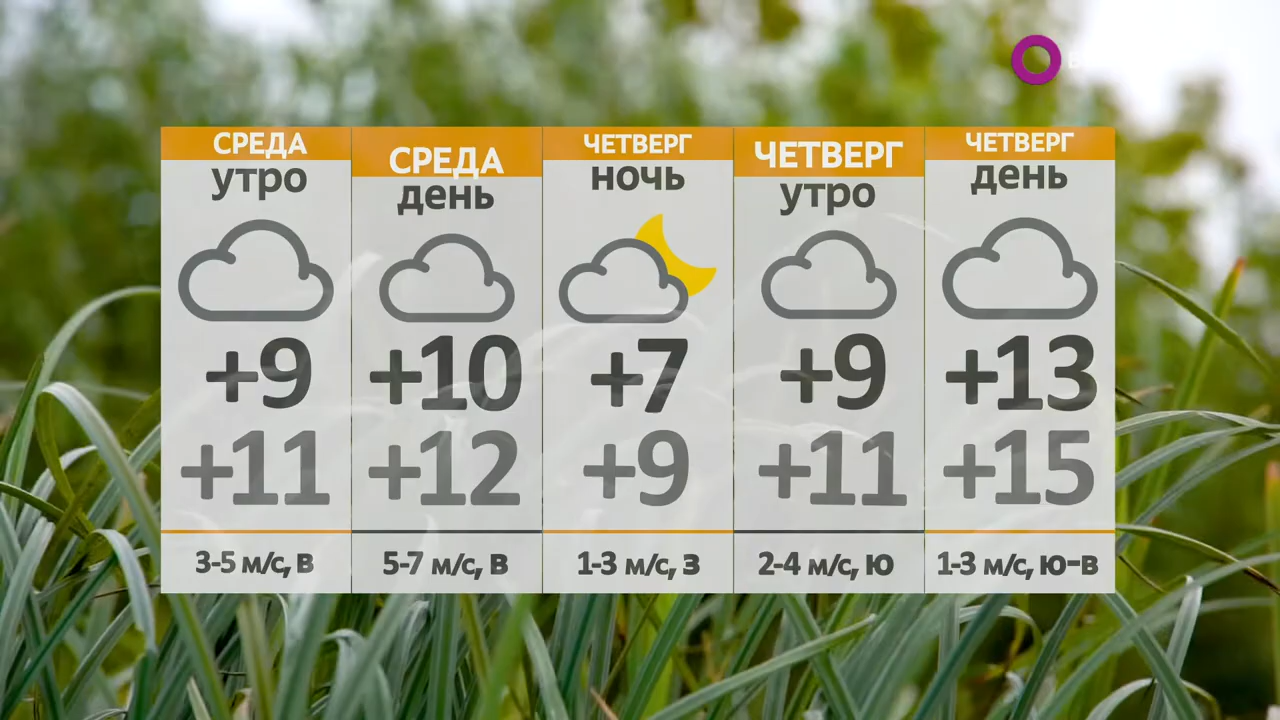 СРЕДА
утро
+9
+11
3-5 м/с, в
СРЕДА
день
+10
+12
5-7 м/с, в
ЧЕТВЕРГ
ночь
+7
+9
1-3 м/с, з
ЧЕТВЕРГ
утро
+9
+11
2-4 м/с, ю
ЧЕТВЕРГ
день
+13
+15
1-3 м/с, ю-в